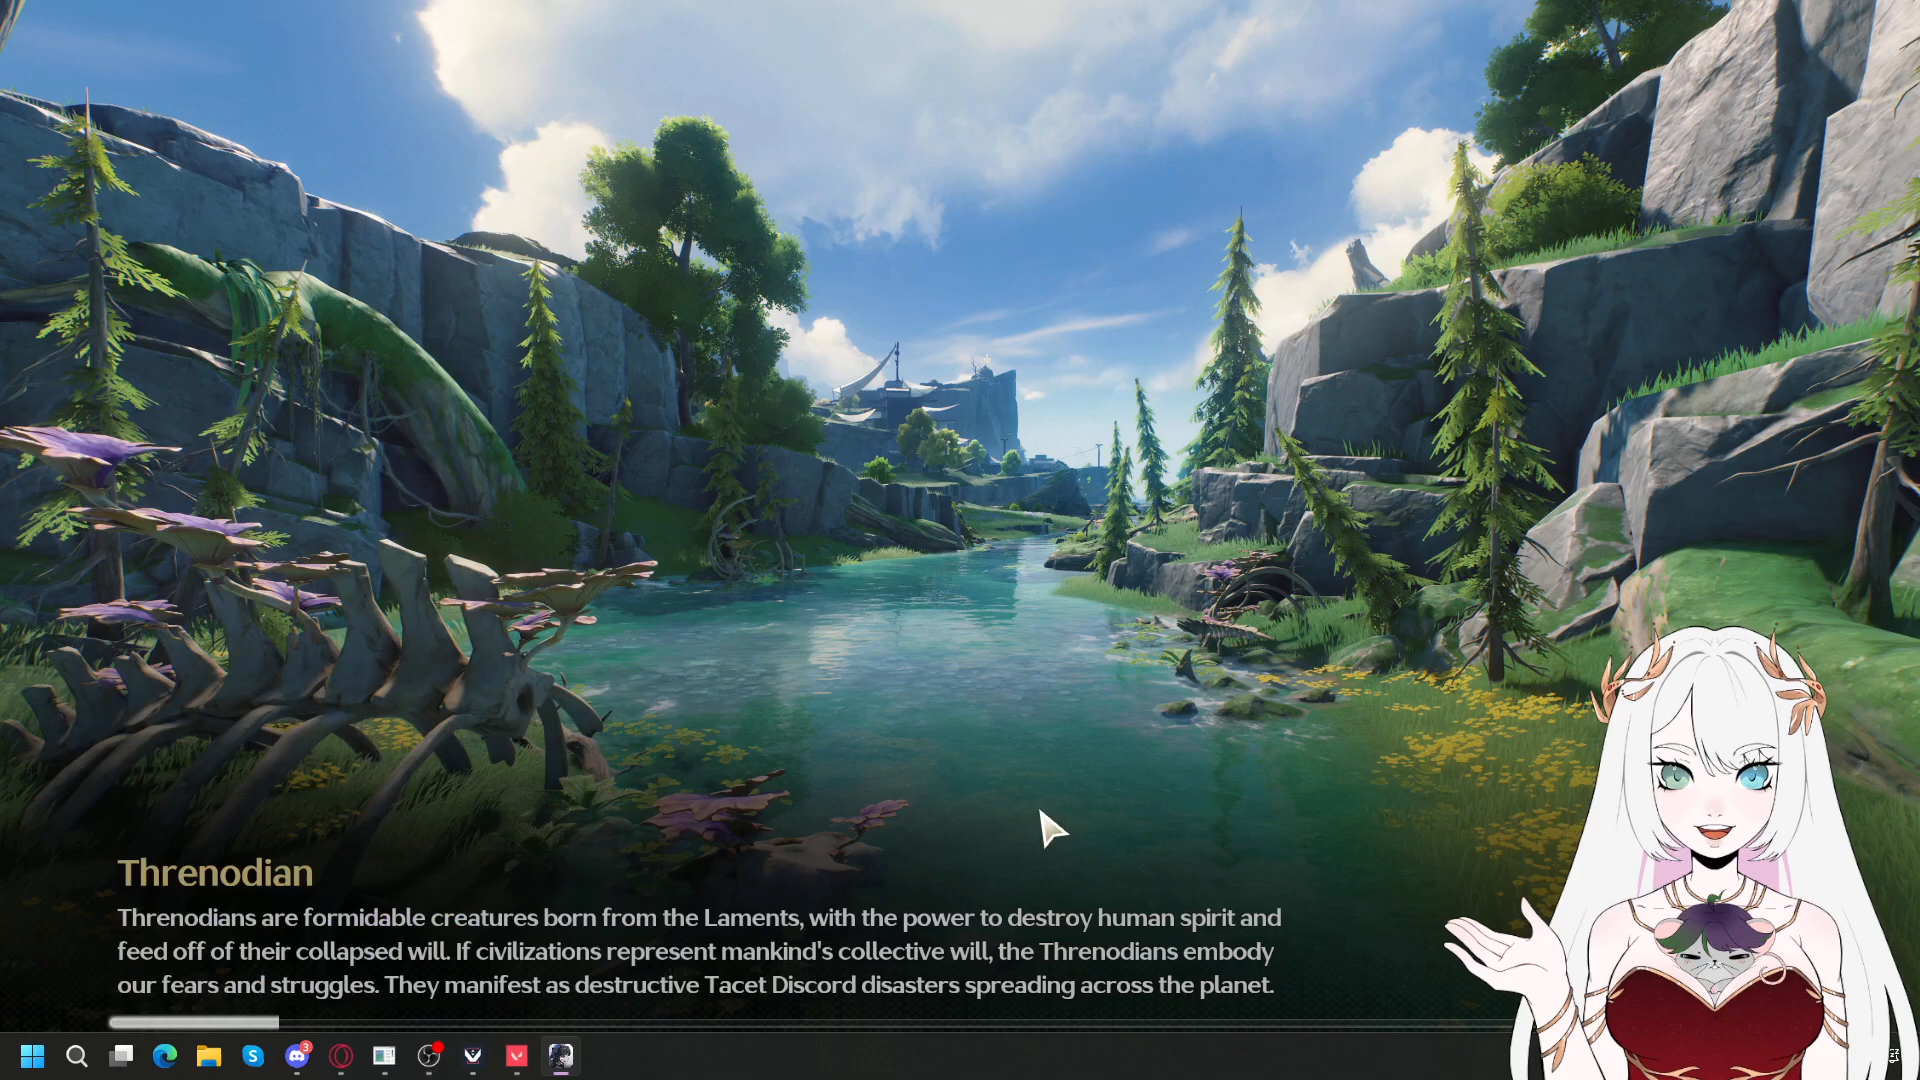 Threnodian
Threnodians are formidable creatures born from the Laments, with the power to destroy human spirit and
feed off of their collapsed will. If civilizations represent mankind's collective will, the Threnodians embody
our fears and struggles. They manifest as destructive Tacet Discord disasters spreading across the planet.
3